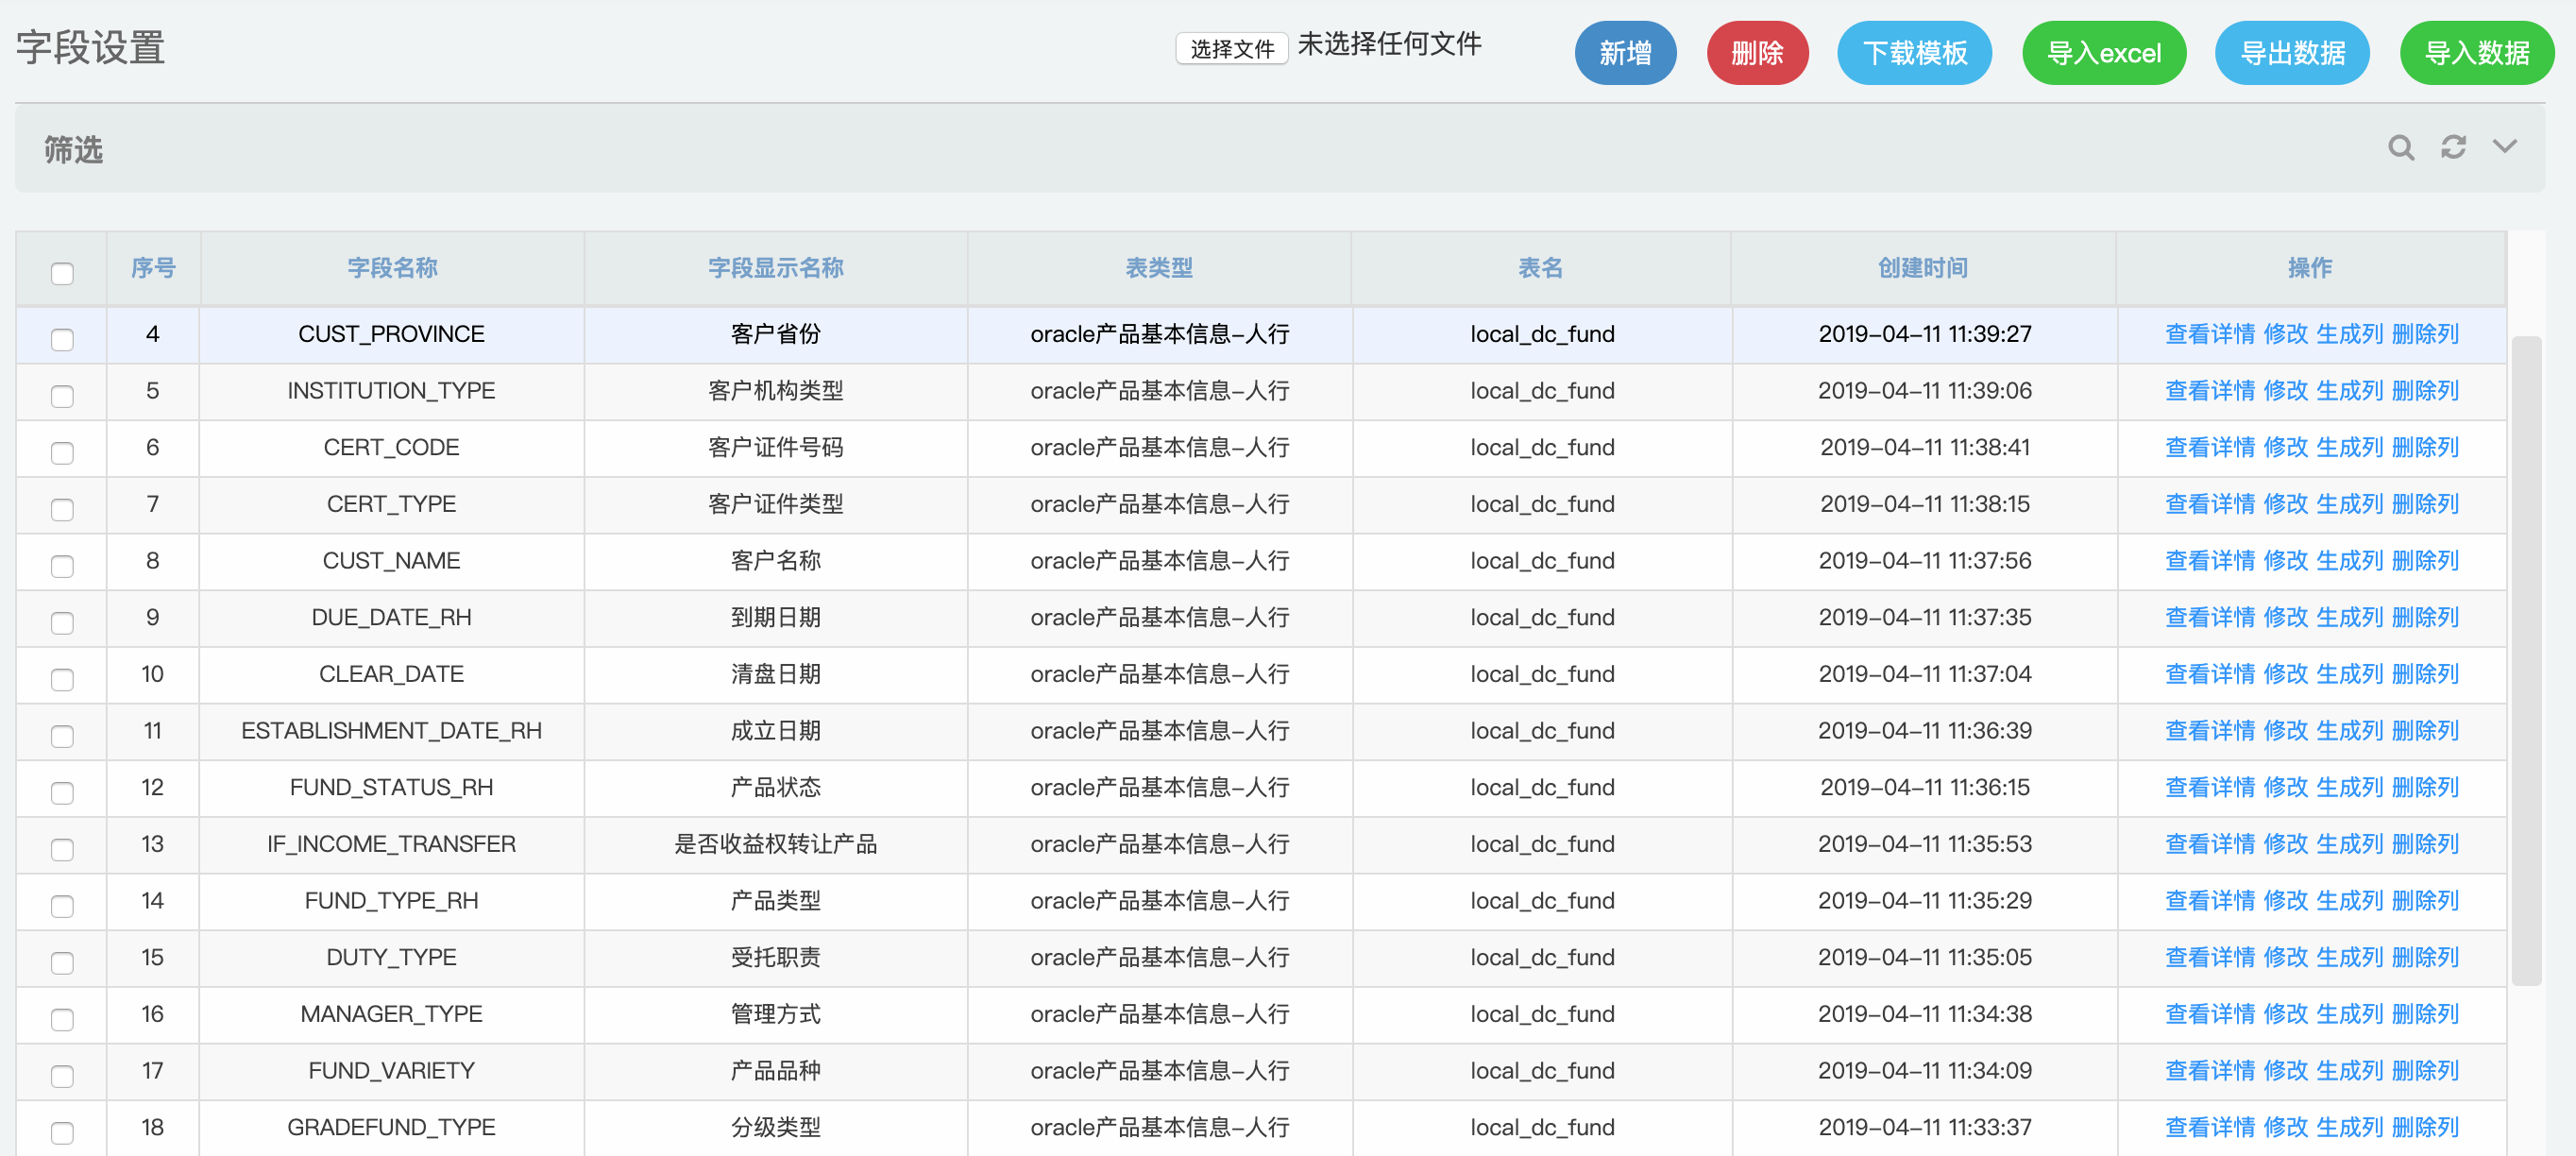 字段设置 选择文件 未选择任何文件 新增 删除 下载模板 导入excel 导出数据 导入数据
筛选
序号 字段名称 字段显示名称 表类型 表名 创建时间 操作
4 CUST_PROVINCE 客户省份 oracle产品基本信息-人行 local_dc_fund 2019-04-11 11:39:27 查看详情 修改 生成列 删除列
5 INSTITUTION_TYPE 客户机构类型 oracle产品基本信息-人行 local_dc_fund 2019-04-11 11:39:06 查看详情 修改 生成列 删除列
6 CERT_CODE 客户证件号码 oracle产品基本信息-人行 local_dc_fund 2019-04-11 11:38:41 查看详情 修改 生成列 删除列
7 CERT_TYPE 客户证件类型 oracle产品基本信息-人行 local_dc_fund 2019-04-11 11:38:15 查看详情 修改 生成列 删除列
8 CUST_NAME 客户名称 oracle产品基本信息-人行 local_dc_fund 2019-04-11 11:37:56 查看详情 修改 生成列 删除列
9 DUE_DATE_RH 到期日期 oracle产品基本信息-人行 local_dc_fund 2019-04-11 11:37:35 查看详情 修改 生成列 删除列
10 CLEAR_DATE 清盘日期 oracle产品基本信息-人行 local_dc_fund 2019-04-11 11:37:04 查看详情 修改 生成列 删除列
11 ESTABLISHMENT_DATE_RH 成立日期 oracle产品基本信息-人行 local_dc_fund 2019-04-11 11:36:39 查看详情 修改 生成列 删除列
12 FUND_STATUS_RH 产品状态 oracle产品基本信息-人行 local_dc_fund 2019-04-11 11:36:15 查看详情 修改 生成列 删除列
13 IF_INCOME_TRANSFER 是否收益权转让产品 oracle产品基本信息-人行 local_dc_fund 2019-04-11 11:35:53 查看详情 修改 生成列 删除列
14 FUND_TYPE_RH 产品类型 oracle产品基本信息-人行 local_dc_fund 2019-04-11 11:35:29 查看详情 修改 生成列 删除列
15 DUTY_TYPE 受托职责 oracle产品基本信息-人行 local_dc_fund 2019-04-11 11:35:05 查看详情 修改 生成列 删除列
16 MANAGER_TYPE 管理方式 oracle产品基本信息-人行 local_dc_fund 2019-04-11 11:34:38 查看详情 修改 生成列 删除列
17 FUND_VARIETY 产品品种 oracle产品基本信息-人行 local_dc_fund 2019-04-11 11:34:09 查看详情 修改 生成列 删除列
18 GRADEFUND_TYPE 分级类型 oracle产品基本信息-人行 local_dc_fund 2019-04-11 11:33:37 查看详情 修改 生成列 删除列